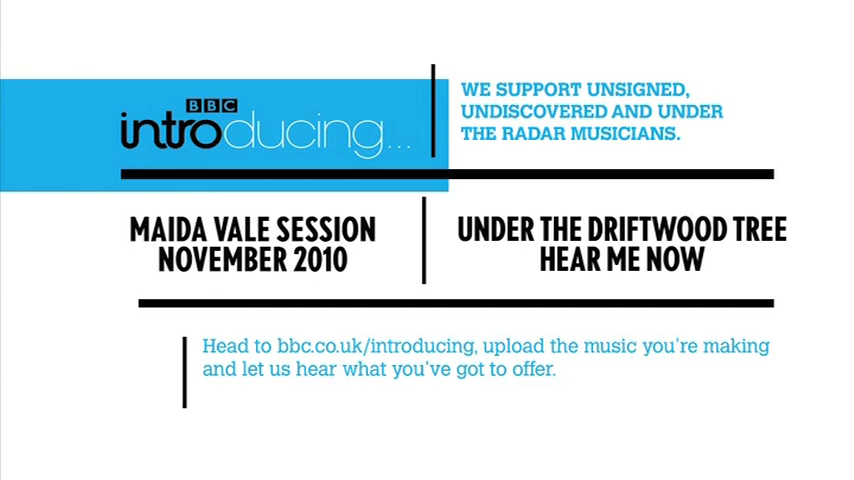 BBC
introducing...
WE SUPPORT UNSIGNED,
UNDISCOVERED AND UNDER
THE RADAR MUSICIANS.
MAIDA VALE SESSION
NOVEMBER 2010
UNDER THE DRIFTWOOD TREE
HEAR ME NOW
Head to bbc.co.uk/introducing, upload the music you're making
and let us hear what you've got to offer.